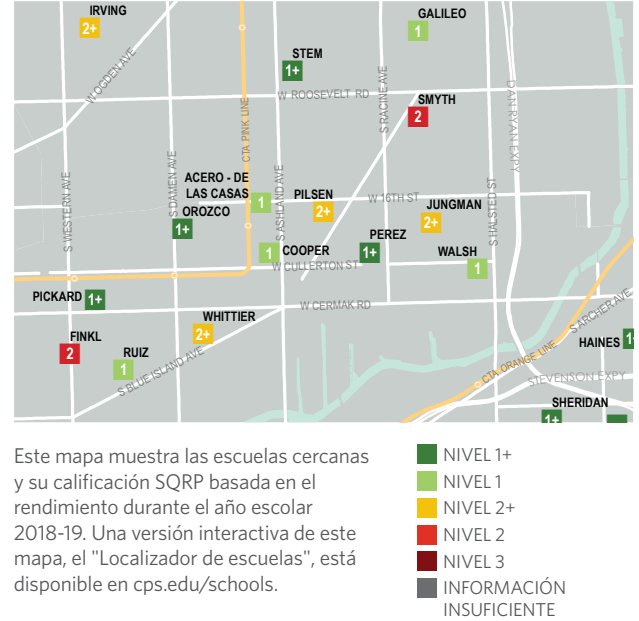 IRVING
2+
GALILEO
1
W OGDEN AVE
STEM
1+
W ROOSEVELT RD
S RACINE AVE
SMYTH
2
DAN RYAN EXPY
CTA PINK LINE
S WESTERN AVE
S DAMEN AVE
S ASHLAND AVE
S HALSTED ST
ACERO - DE
LAS CASAS
1
PILSEN
2+
W 16TH ST
JUNGMAN
2+
OROZCO
1+
COOPER
1
PEREZ
1+
WALSH
1
W CULLERTON ST
PICKARD
1+
W CERMAK RD
WHITTIER
2+
FINKL
2
RUIZ
1
S BLUE ISLAND AVE
S ARCHER AVE
HAINES
CTA ORANGE LINE
STEVENSON EXPY
SHERIDAN
1+
Este mapa muestra las escuelas cercanas
y su calificación SQRP basada en el
rendimiento durante el año escolar
2018-19. Una versión interactiva de este
mapa, el "Localizador de escuelas", está
disponible en cps.edu/schools.
NIVEL 1+
NIVEL 1
NIVEL 2+
NIVEL 2
NIVEL 3
INFORMACIÓN
INSUFICIENTE